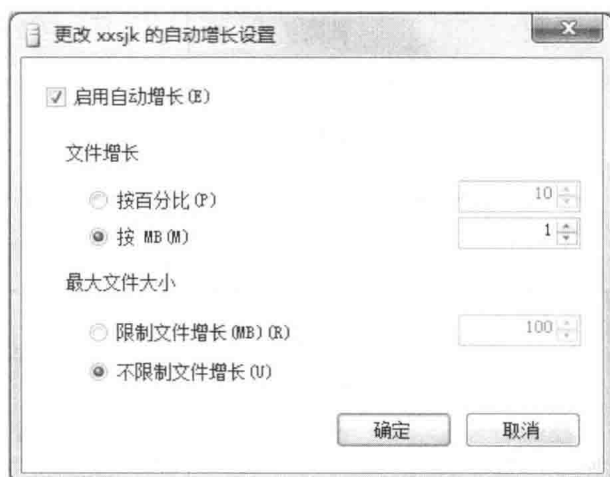 更改 xxsjk 的自动增长设置
启用自动增长(E)
文件增长
按百分比(P) 10
按 MB(M) 1
最大文件大小
限制文件增长(MB)(R) 100
不限制文件增长(U)
确定 取消